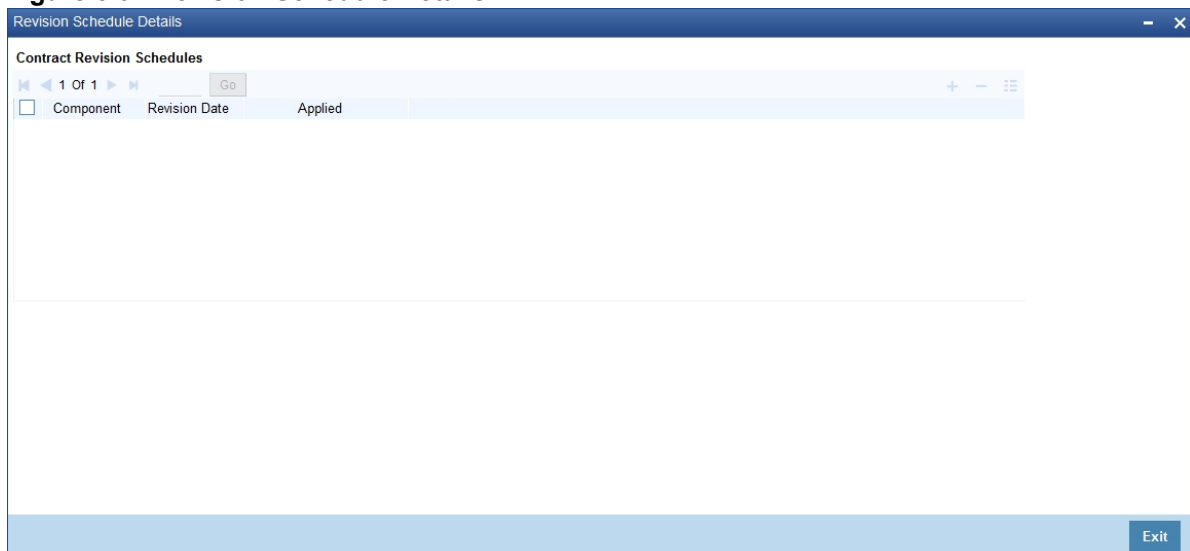 Revision Schedule Details
Contract Revision Schedules
1 Of 1 Go
Component Revision Date Applied
Exit